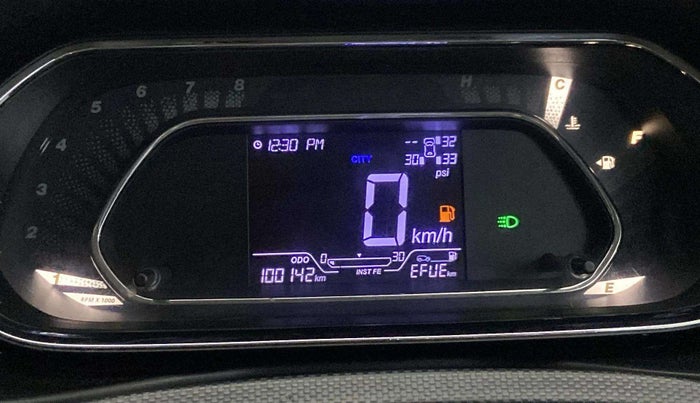 6 7 8
5
4
3
2
1
RPM X 1000
H C
F
E
12:30 PM
-- 32
CITY
30 33
psi
0
km/h
ODO 0 30
INST FE
100142 km
EFUE km